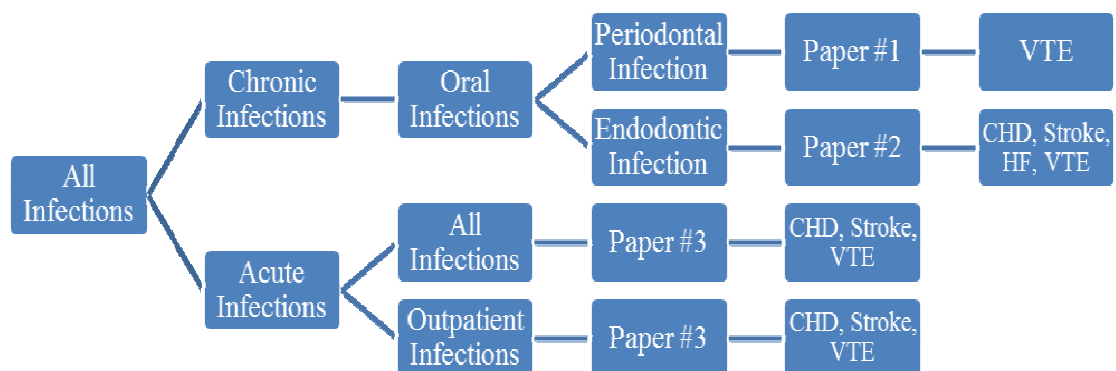 All
Infections
Chronic
Infections
Oral
Infections
Periodontal
Infection
Paper #1
VTE
Endodontic
Infection
Paper #2
CHD, Stroke,
HF, VTE
Acute
Infections
All
Infections
Paper #3
CHD, Stroke,
VTE
Outpatient
Infections
Paper #3
CHD, Stroke,
VTE